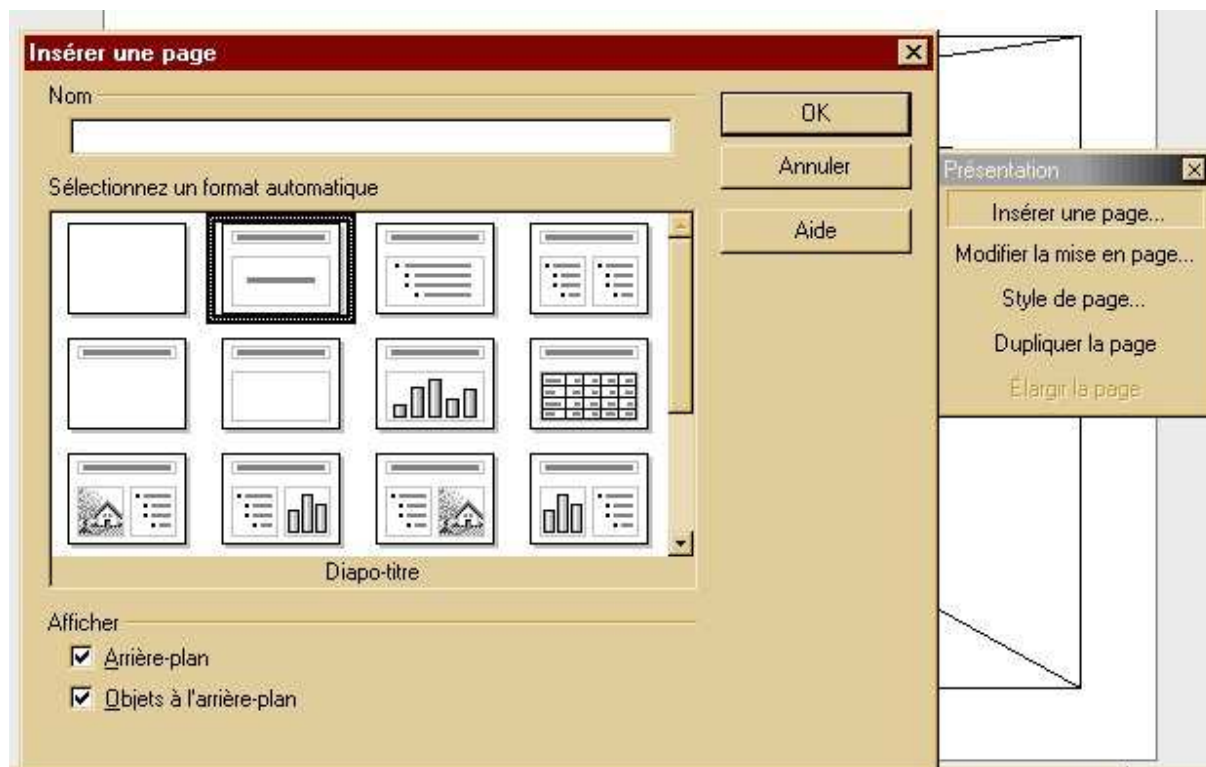 Insérer une page
Nom
OK
Annuler
Aide
Sélectionnez un format automatique
Diapo-titre
Afficher
Arrière-plan
Objets à l'arrière-plan
Présentation
Insérer une page...
Modifier la mise en page...
Style de page...
Dupliquer la page
Élargir la page